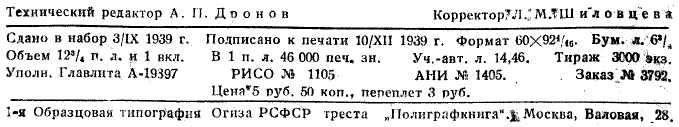 Технический редактор А. П. Дронов Корректор Л. М. Шиловцева
Сдано в набор 3/IX 1939 г. Подписано к печати 10/XII 1939 г. Формат 60×92¹/₁₆. Бум. л. 6³/₄
Объем 12³/₄ п. л. и 1 вкл. В 1 п. л. 46 000 печ. зн. Уч.-авт. л. 14,46. Тираж 3000 экз.
Уполн. Главлита А-19397 РИСО № 1105 АНИ № 1405. Заказ № 3792.
Цена 5 руб. 50 коп., переплет 3 руб.
1-я Образцовая типография Огиза РСФСР треста „Полиграфкнига". Москва, Валовая, 28.